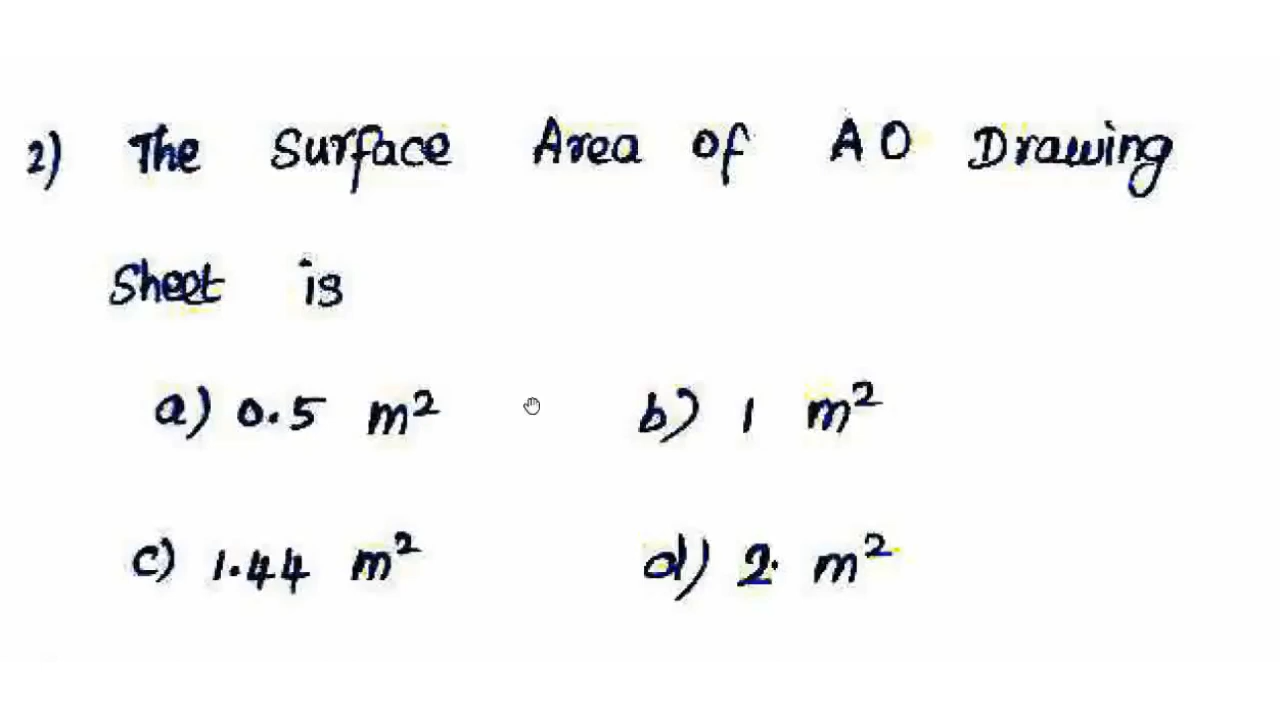 2) The Surface Area of A0 Drawing
Sheet is
a) 0.5 m² b) 1 m²
c) 1.44 m² d) 2. m²